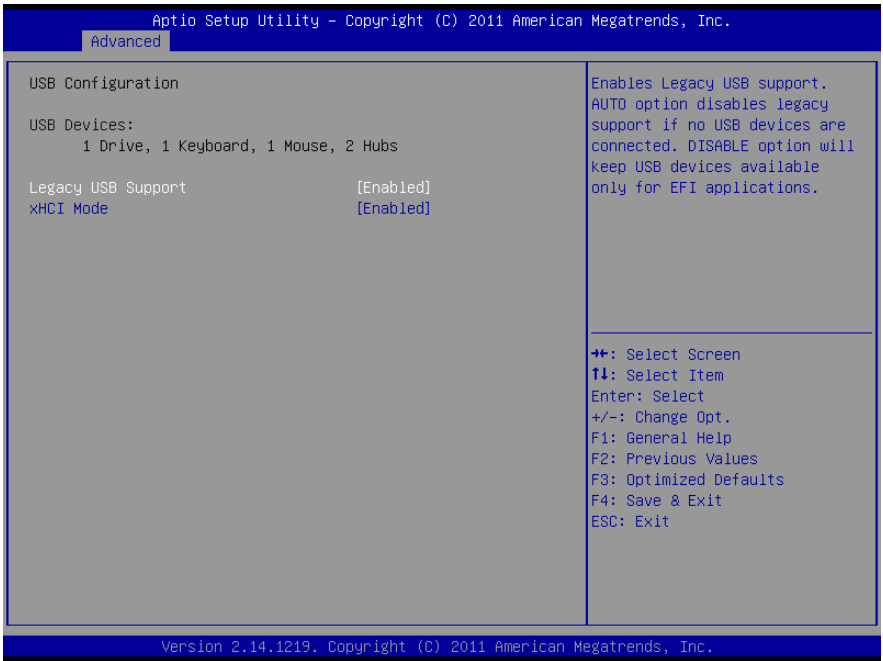 Aptio Setup Utility – Copyright (C) 2011 American Megatrends, Inc.
Advanced
USB Configuration
USB Devices:
1 Drive, 1 Keyboard, 1 Mouse, 2 Hubs
Legacy USB Support [Enabled]
xHCI Mode [Enabled]
Enables Legacy USB support.
AUTO option disables legacy
support if no USB devices are
connected. DISABLE option will
keep USB devices available
only for EFI applications.
→←: Select Screen
↑↓: Select Item
Enter: Select
+/-: Change Opt.
F1: General Help
F2: Previous Values
F3: Optimized Defaults
F4: Save & Exit
ESC: Exit
Version 2.14.1219. Copyright (C) 2011 American Megatrends, Inc.